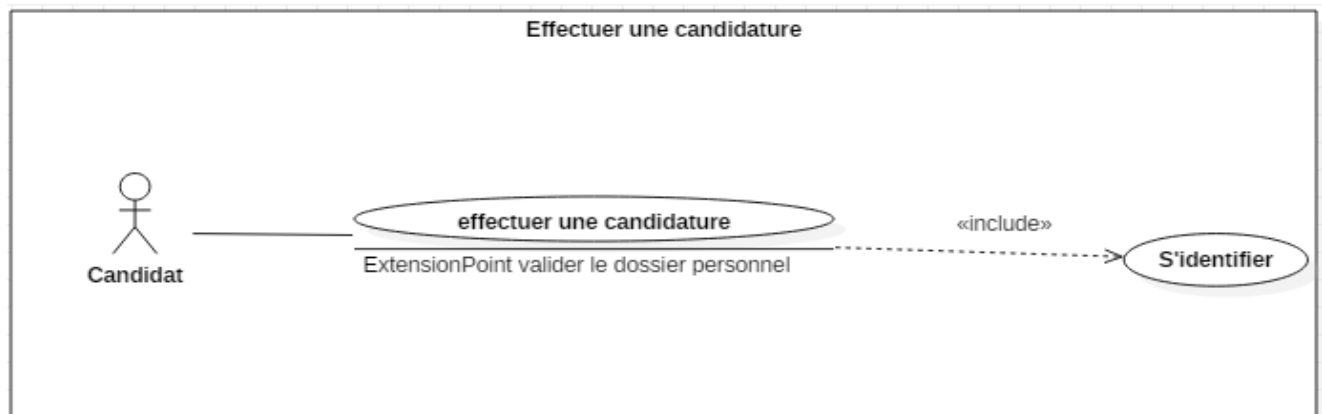 Effectuer une candidature
effectuer une candidature
«include»
S'identifier
ExtensionPoint valider le dossier personnel
Candidat